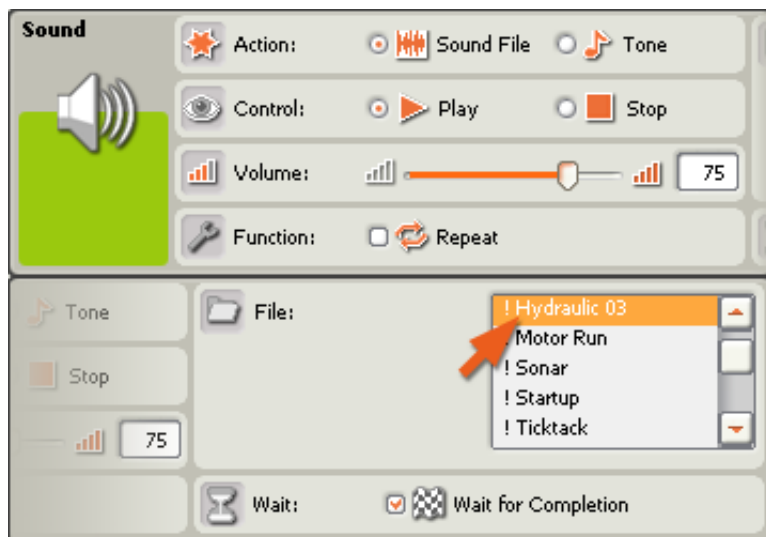 Sound
Action: Sound File Tone
Control: Play Stop
Volume: 75
Function: Repeat
Tone
Stop
75
File:
! Hydraulic 03
! Motor Run
! Sonar
! Startup
! Ticktack
Wait: Wait for Completion